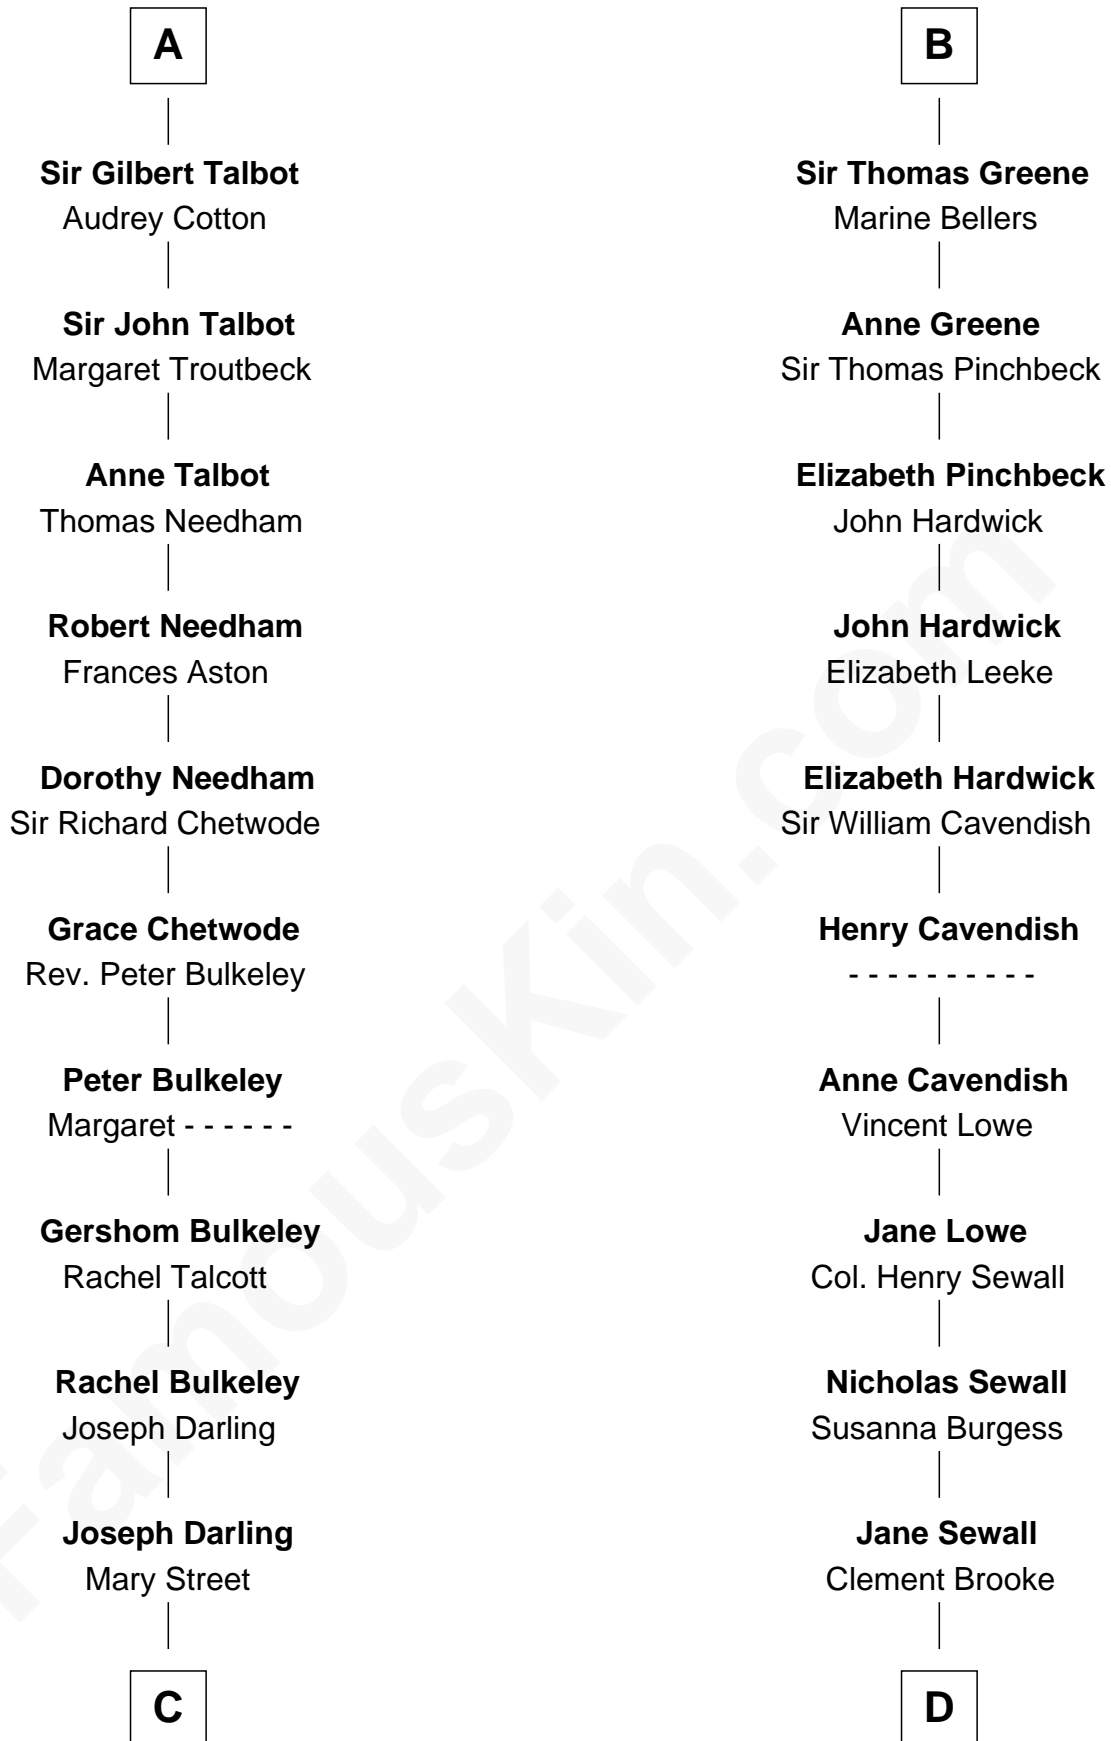 A
Sir Gilbert Talbot
Audrey Cotton
Sir John Talbot
Margaret Troutbeck
Anne Talbot
Thomas Needham
Robert Needham
Frances Aston
Dorothy Needham
Sir Richard Chetwode
Grace Chetwode
Rev. Peter Bulkeley
Peter Bulkeley
Margaret - - - - - -
Gershom Bulkeley
Rachel Talcott
Rachel Bulkeley
Joseph Darling
Joseph Darling
Mary Street
C
B
Sir Thomas Greene
Marine Bellers
Anne Greene
Sir Thomas Pinchbeck
Elizabeth Pinchbeck
John Hardwick
John Hardwick
Elizabeth Leeke
Elizabeth Hardwick
Sir William Cavendish
Henry Cavendish
- - - - - - - - - -
Anne Cavendish
Vincent Lowe
Jane Lowe
Col. Henry Sewall
Nicholas Sewall
Susanna Burgess
Jane Sewall
Clement Brooke
D
FamousKin.com